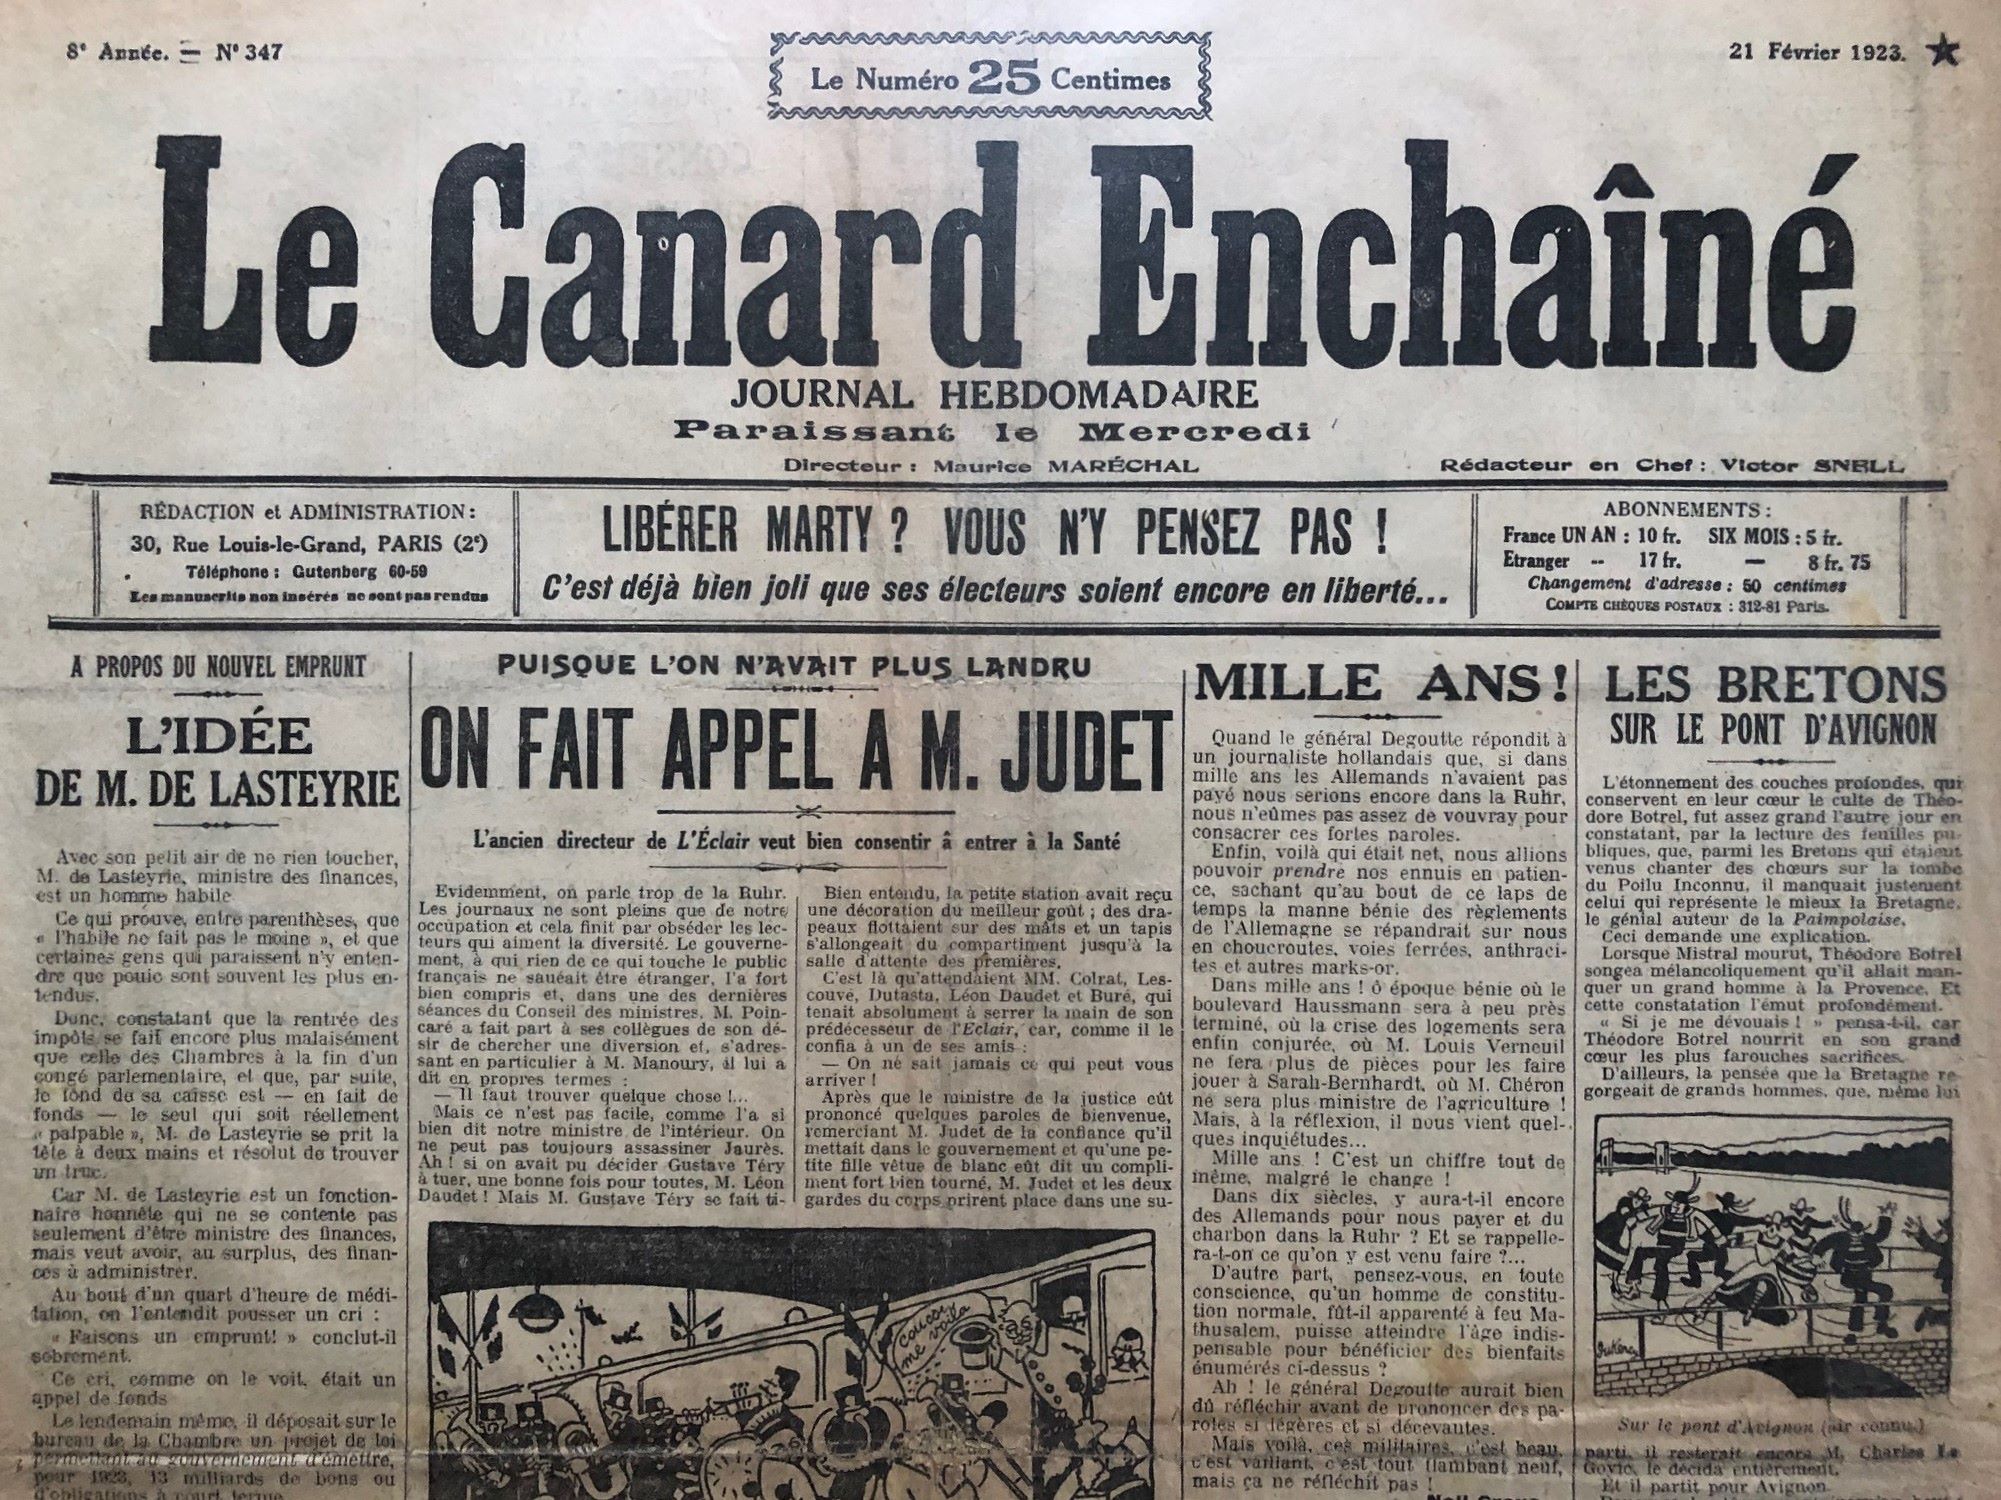 8e Année. — N° 347
Le Numéro 25 Centimes
21 Février 1923.
Le Canard Enchaîné
JOURNAL HEBDOMADAIRE
Paraissant le Mercredi
Directeur : Maurice MARÉCHAL
Rédacteur en Chef : Victor SNELL
RÉDACTION et ADMINISTRATION :
30, Rue Louis-le-Grand, PARIS (2e)
Téléphone : Gutenberg 60-59
Les manuscrits non insérés ne sont pas rendus
LIBÉRER MARTY ? VOUS N'Y PENSEZ PAS !
C'est déjà bien joli que ses électeurs soient encore en liberté...
ABONNEMENTS :
France UN AN : 10 fr. SIX MOIS : 5 fr.
Etranger -- 17 fr. — 8 fr. 75
Changement d'adresse : 50 centimes
COMPTE CHÈQUES POSTAUX : 312-81 Paris.
A PROPOS DU NOUVEL EMPRUNT
L'IDÉE
DE M. DE LASTEYRIE
Avec son petit air de ne rien toucher,
M. de Lasteyrie, ministre des finances,
est un homme habile
Ce qui prouve, entre parenthèses, que
« l'habile ne fait pas le moine », et que
certaines gens qui paraissent n'y enten-
dre que pouic sont souvent les plus en-
tendus.
Donc, constatant que la rentrée des
impôts se fait encore plus malaisément
que celle des Chambres à la fin d'un
congé parlementaire, et que, par suite,
le fond de sa caisse est — en fait de
fonds — le seul qui soit réellement
« palpable », M. de Lasteyrie se prit la
tête à deux mains et résolut de trouver
un truc.
Car M. de Lasteyrie est un fonction-
naire honnête qui ne se contente pas
seulement d'être ministre des finances,
mais veut avoir, au surplus, des finan-
ces à administrer.
Au bout d'un quart d'heure de médi-
tation, on l'entendit pousser un cri :
« Faisons un emprunt! » conclut-il
sobrement.
Ce cri, comme on le voit, était un
appel de fonds
Le lendemain même, il déposait sur le
bureau de la Chambre un projet de loi
permettant au gouvernement d'émettre,
pour 1923, 13 milliards de bons ou
d'obligations à court terme
PUISQUE L'ON N'AVAIT PLUS LANDRU
ON FAIT APPEL A M. JUDET
L'ancien directeur de L'Éclair veut bien consentir à entrer à la Santé
Evidemment, on parle trop de la Ruhr.
Les journaux ne sont pleins que de notre
occupation et cela finit par obséder les lec-
teurs qui aiment la diversité. Le gouverne-
ment, à qui rien de ce qui touche le public
français ne sauéait être étranger, l'a fort
bien compris et, dans une des dernières
séances du Conseil des ministres, M. Poin-
caré a fait part à ses collègues de son dé-
sir de chercher une diversion et, s'adres-
sant en particulier à M. Manoury, il lui a
dit en propres termes :
— Il faut trouver quelque chose !...
Mais ce n'est pas facile, comme l'a si
bien dit notre ministre de l'intérieur. On
ne peut pas toujours assassiner Jaurès.
Ah ! si on avait pu décider Gustave Téry
à tuer, une bonne fois pour toutes, M. Léon
Daudet ! Mais M. Gustave Téry se fait ti-
Bien entendu, la petite station avait reçu
une décoration du meilleur goût ; des dra-
peaux flottaient sur des mâts et un tapis
s'allongeait du compartiment jusqu'à la
salle d'attente des premières.
C'est là qu'attendaient MM. Colrat, Les-
couvé, Dutasta, Léon Daudet et Buré, qui
tenait absolument à serrer la main de son
prédécesseur de l'Eclair, car, comme il le
confia à un de ses amis :
— On né sait jamais ce qui peut vous
arriver !
Après que le ministre de la justice eût
prononcé quelques paroles de bienvenue,
remerciant M. Judet de la confiance qu'il
mettait dans le gouvernement et qu'une pe-
tite fille vêtue de blanc eût dit un compli-
ment fort bien tourné, M. Judet et les deux
gardes du corps prirent place dans une su-
coucou
me voila
MILLE ANS !
Quand le général Degoutte répondit à
un journaliste hollandais que, si dans
mille ans les Allemands n'avaient pas
payé nous serions encore dans la Ruhr,
nous n'eûmes pas assez de vouvray pour
consacrer ces fortes paroles.
Enfin, voilà qui était net, nous allions
pouvoir prendre nos ennuis en patien-
ce, sachant qu'au bout de ce laps de
temps la manne bénie des règlements
de l'Allemagne se répandrait sur nous
en choucroutes, voies ferrées, anthraci-
tes et autres marks-or.
Dans mille ans ! ô époque bénie où le
boulevard Haussmann sera à peu près
terminé, où la crise des logements sera
enfin conjurée, où M. Louis Verneuil
ne fera plus de pièces pour les faire
jouer à Sarah-Bernhardt, où M. Chéron
ne sera plus ministre de l'agriculture !
Mais, à la réflexion, il nous vient quel-
ques inquiétudes...
Mille ans ! C'est un chiffre tout de
même, malgré le change !
Dans dix siècles, y aura-t-il encore
des Allemands pour nous payer et du
charbon dans la Ruhr ? Et se rappelle-
ra-t-on ce qu'on y est venu faire ?...
D'autre part, pensez-vous, en toute
conscience, qu'un homme de constitu-
tion normale, fût-il apparenté à feu Ma-
thusalem, puisse atteindre l'âge indis-
pensable pour bénéficier des bienfaits
énumérés ci-dessus ?
Ah ! le général Degoutte aurait bien
dû réfléchir avant de prononcer des pa-
roles si légères et si décevantes.
Mais voilà, ces militaires, c'est beau,
c'est vaillant, c'est tout flambant neuf,
mais ça ne réfléchit pas !
LES BRETONS
SUR LE PONT D'AVIGNON
L'étonnement des couches profondes, qui
conservent en leur cœur le culte de Théo-
dore Botrel, fut assez grand l'autre jour en
constatant, par la lecture des feuilles pu-
bliques, que, parmi les Bretons qui étaient
venus chanter des chœurs sur la tombe
du Poilu Inconnu, il manquait justement
celui qui représente le mieux la Bretagne,
le génial auteur de la Paimpolaise.
Ceci demande une explication.
Lorsque Mistral mourut, Théodore Botrel
songea mélancoliquement qu'il allait man-
quer un grand homme à la Provence. Et
cette constatation l'émut profondément.
« Si je me dévouais ! » pensa-t-il, car
Théodore Botrel nourrit en son grand
cœur les plus farouches sacrifices.
D'ailleurs, la pensée que la Bretagne re-
gorgeait de grands hommes, que, même lui
Sur le pont d'Avignon (air connu.)
parti, il resterait encore M. Charles Le
Govic, le décida entièrement.
Et il partit pour Avignon.